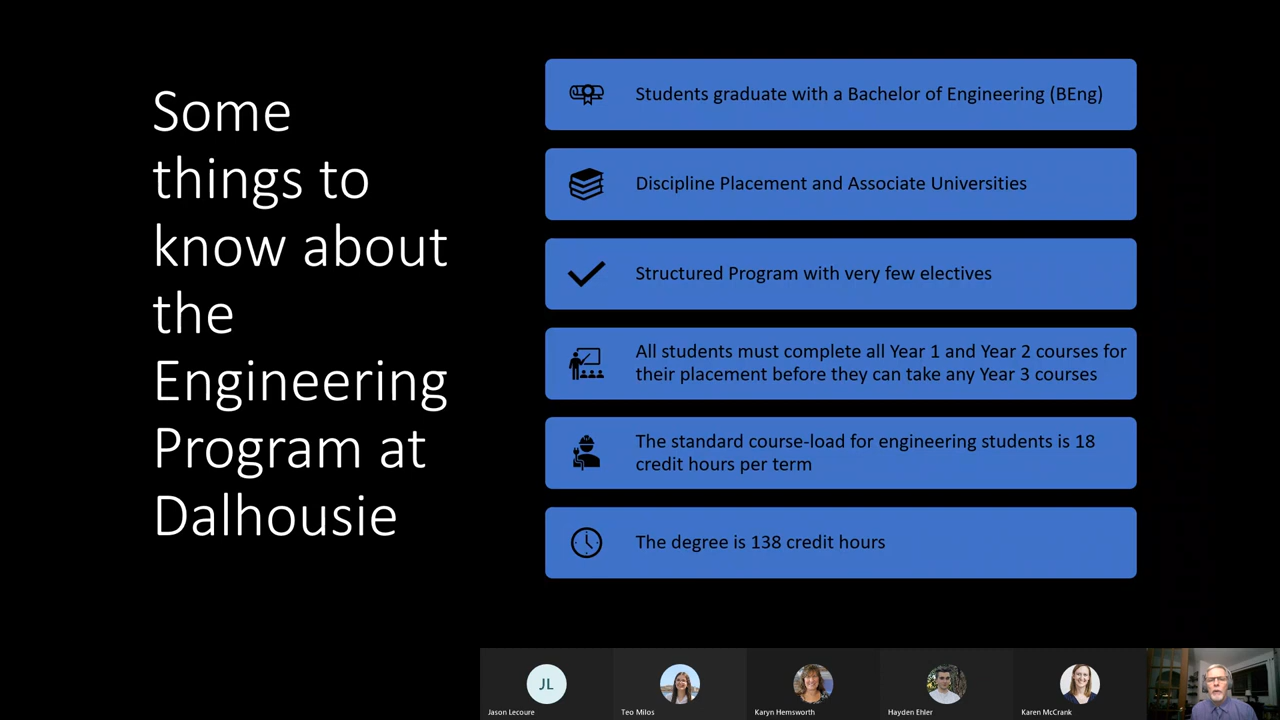 Some
things to
know about
the
Engineering
Program at
Dalhousie
Students graduate with a Bachelor of Engineering (BEng)
Discipline Placement and Associate Universities
Structured Program with very few electives
All students must complete all Year 1 and Year 2 courses for
their placement before they can take any Year 3 courses
The standard course-load for engineering students is 18
credit hours per term
The degree is 138 credit hours
JL
Jason Lecoure
Teo Milos
Karyn Hemsworth
Hayden Ehler
Karen McCrank